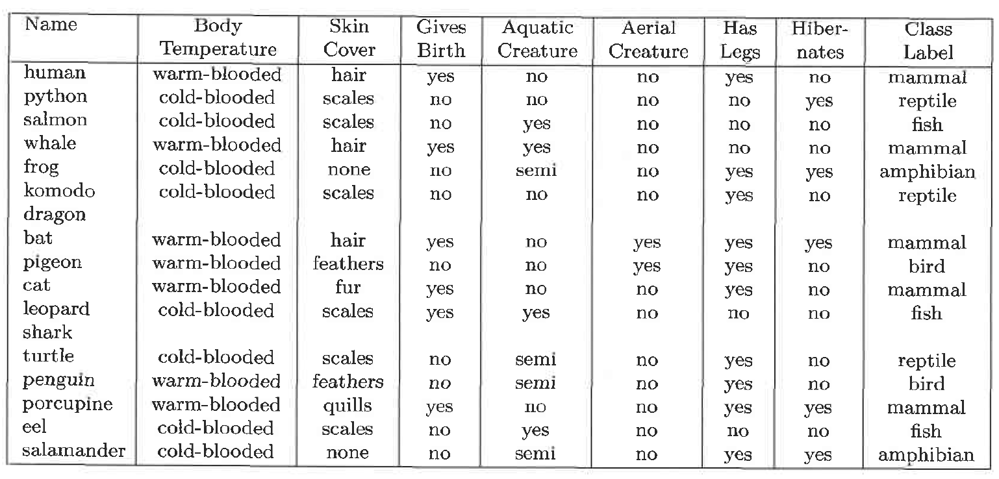 Name Body Temperature Skin Cover Gives Birth Aquatic Creature Aerial Creature Has Legs Hiber- nates Class Label
human warm-blooded hair yes no no yes no mammal
python cold-blooded scales no no no no yes reptile
salmon cold-blooded scales no yes no no no fish
whale warm-blooded hair yes yes no no no mammal
frog cold-blooded none no semi no yes yes amphibian
komodo cold-blooded scales no no no yes no reptile
dragon
bat warm-blooded hair yes no yes yes yes mammal
pigeon warm-blooded feathers no no yes yes no bird
cat warm-blooded fur yes no no yes no mammal
leopard cold-blooded scales yes yes no no no fish
shark
turtle cold-blooded scales no semi no yes no reptile
penguin warm-blooded feathers no semi no yes no bird
porcupine warm-blooded quills yes no no yes yes mammal
eel cold-blooded scales no yes no no no fish
salamander cold-blooded none no semi no yes yes amphibian